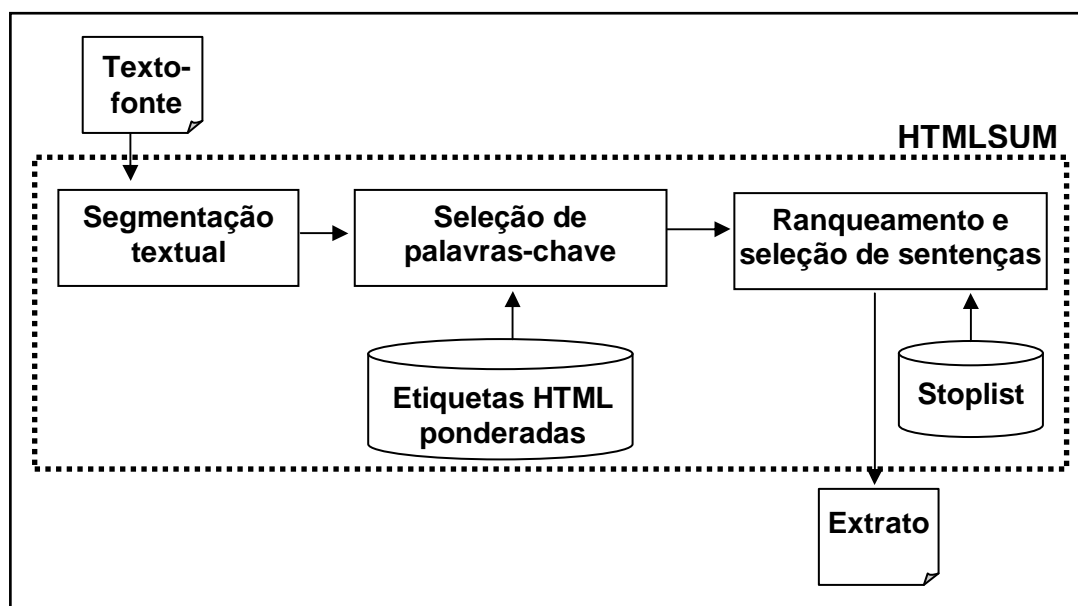 Texto-
fonte
HTMLSUM
Segmentação
textual
Seleção de
palavras-chave
Ranqueamento e
seleção de sentenças
Etiquetas HTML
ponderadas
Stoplist
Extrato